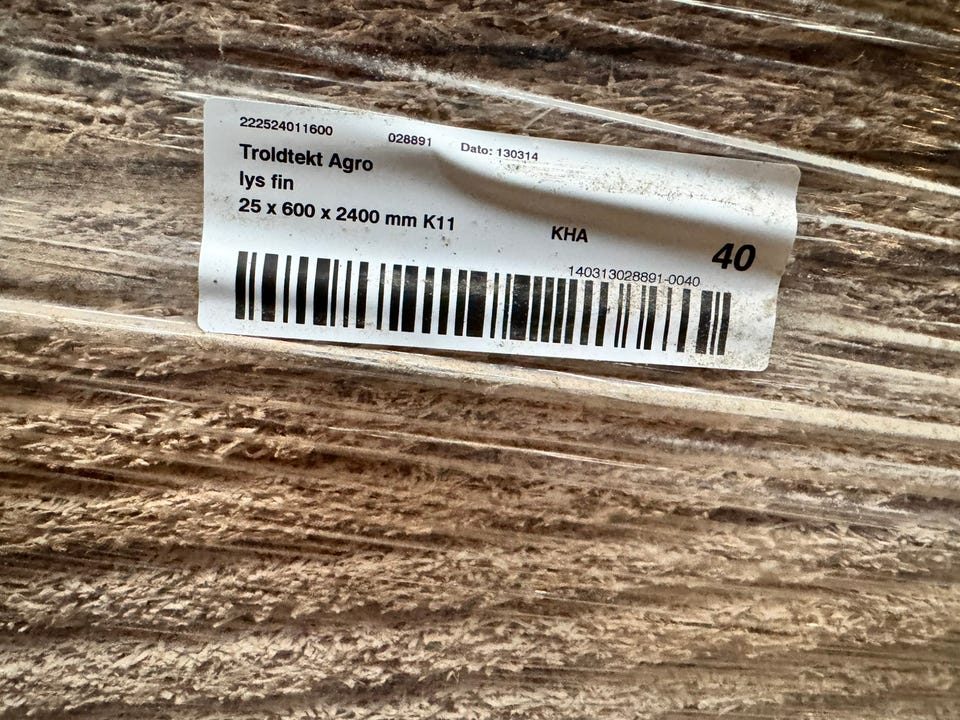 222524011600 028891 Dato: 130314
Troldtekt Agro
lys fin
25 x 600 x 2400 mm K11 KHA 40
140313028891-0040